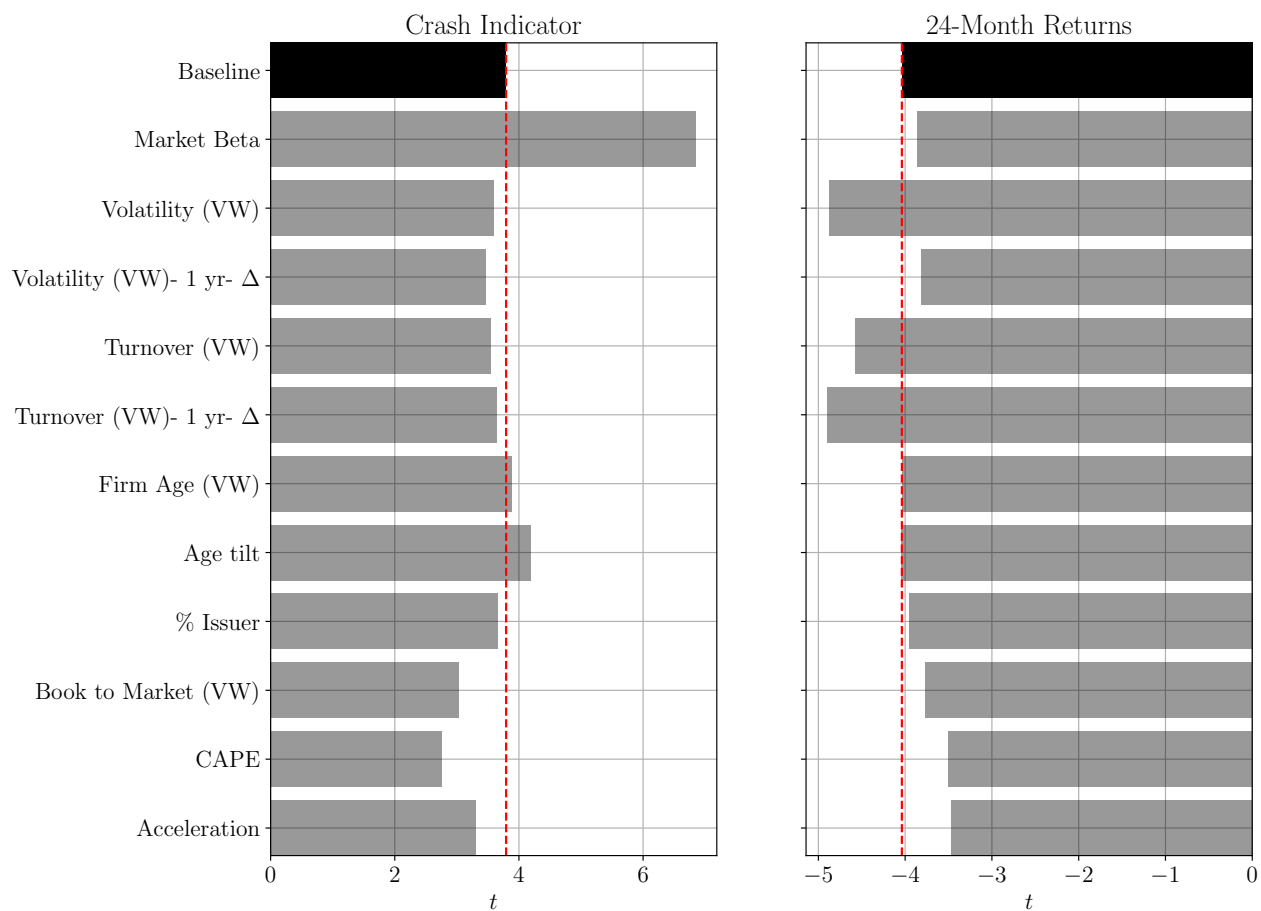 Crash Indicator
24-Month Returns
Baseline
Market Beta
Volatility (VW)
Volatility (VW)- 1 yr- Δ
Turnover (VW)
Turnover (VW)- 1 yr- Δ
Firm Age (VW)
Age tilt
% Issuer
Book to Market (VW)
CAPE
Acceleration
0 2 4 6
t
−5 −4 −3 −2 −1 0
t